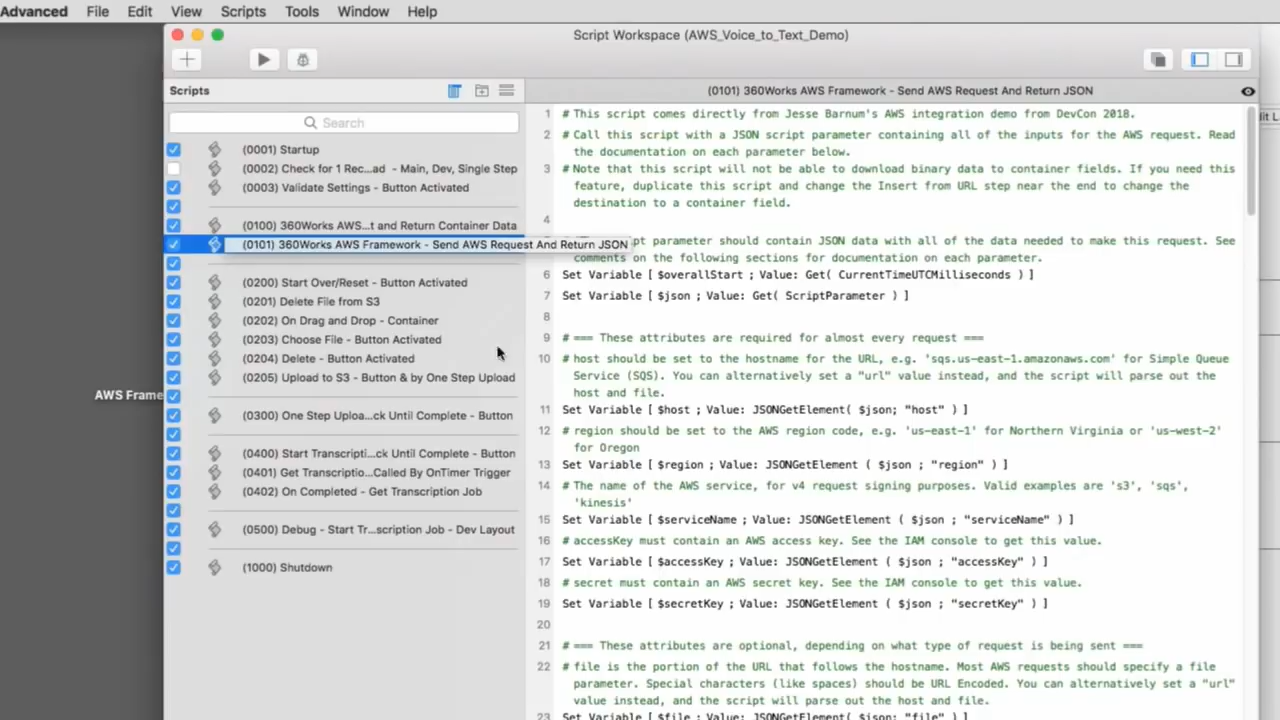 Advanced File Edit View Scripts Tools Window Help
Script Workspace (AWS_Voice_to_Text_Demo)
Scripts
(0101) 360Works AWS Framework - Send AWS Request And Return JSON
Search
(0001) Startup
(0002) Check for 1 Rec...ad - Main, Dev, Single Step
(0003) Validate Settings - Button Activated
(0100) 360Works AWS...t and Return Container Data
(0101) 360Works AWS Framework - Send AWS Request And Return JSON
(0200) Start Over/Reset - Button Activated
(0201) Delete File from S3
(0202) On Drag and Drop - Container
(0203) Choose File - Button Activated
(0204) Delete - Button Activated
(0205) Upload to S3 - Button & by One Step Upload
(0300) One Step Uploa...ck Until Complete - Button
(0400) Start Transcripti...ck Until Complete - Button
(0401) Get Transcriptio...Called By OnTimer Trigger
(0402) On Completed - Get Transcription Job
(0500) Debug - Start Tr...scription Job - Dev Layout
(1000) Shutdown
AWS Frame
1 # This script comes directly from Jesse Barnum's AWS integration demo from DevCon 2018.
2 # Call this script with a JSON script parameter containing all of the inputs for the AWS request. Read
the documentation on each parameter below.
3 # Note that this script will not be able to download binary data to container fields. If you need this
feature, duplicate this script and change the Insert from URL step near the end to change the
destination to a container field.
4
pt parameter should contain JSON data with all of the data needed to make this request. See
comments on the following sections for documentation on each parameter.
6 Set Variable [ $overallStart ; Value: Get( CurrentTimeUTCMilliseconds ) ]
7 Set Variable [ $json ; Value: Get( ScriptParameter ) ]
8
9 # === These attributes are required for almost every request ===
10 # host should be set to the hostname for the URL, e.g. 'sqs.us-east-1.amazonaws.com' for Simple Queue
Service (SQS). You can alternatively set a "url" value instead, and the script will parse out the
host and file.
11 Set Variable [ $host ; Value: JSONGetElement( $json; "host" ) ]
12 # region should be set to the AWS region code, e.g. 'us-east-1' for Northern Virginia or 'us-west-2'
for Oregon
13 Set Variable [ $region ; Value: JSONGetElement ( $json ; "region" ) ]
14 # The name of the AWS service, for v4 request signing purposes. Valid examples are 's3', 'sqs',
'kinesis'
15 Set Variable [ $serviceName ; Value: JSONGetElement ( $json ; "serviceName" ) ]
16 # accessKey must contain an AWS access key. See the IAM console to get this value.
17 Set Variable [ $accessKey ; Value: JSONGetElement ( $json ; "accessKey" ) ]
18 # secret must contain an AWS secret key. See the IAM console to get this value.
19 Set Variable [ $secretKey ; Value: JSONGetElement ( $json ; "secretKey" ) ]
20
21 # === These attributes are optional, depending on what type of request is being sent ===
22 # file is the portion of the URL that follows the hostname. Most AWS requests should specify a file
parameter. Special characters (like spaces) should be URL Encoded. You can alternatively set a "url"
value instead, and the script will parse out the host and file.
23 Set Variable [ $file ; Value: JSONGetElement( $json; "file" ) ]